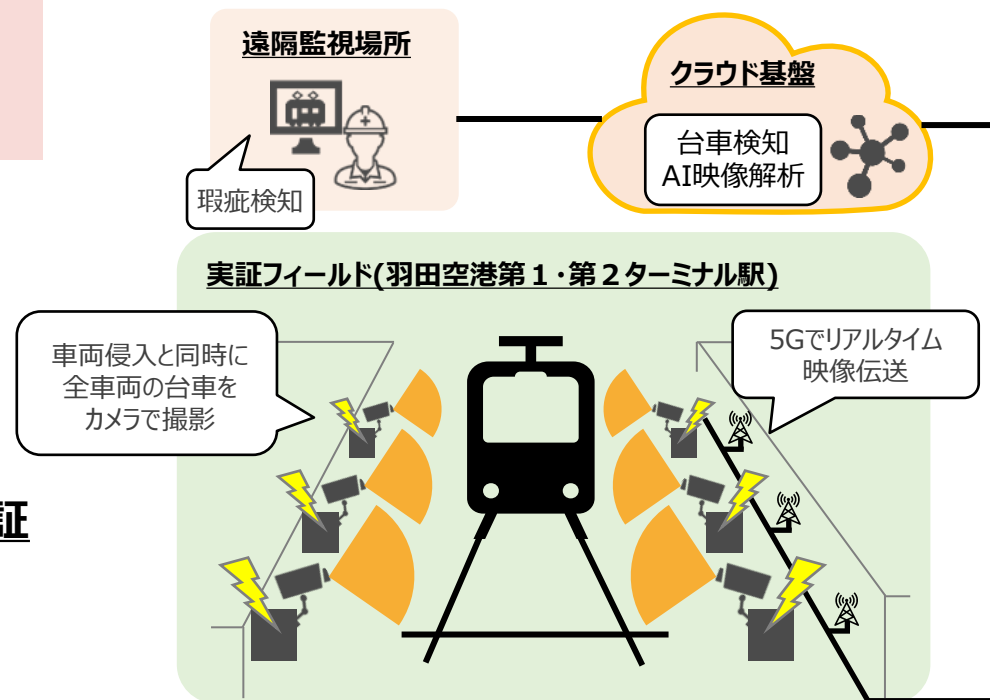 遠隔監視場所
瑕疵検知
クラウド基盤
台車検知
AI映像解析
実証フィールド(羽田空港第1・第2ターミナル駅)
車両侵入と同時に
全車両の台車を
カメラで撮影
5Gでリアルタイム
映像伝送
証